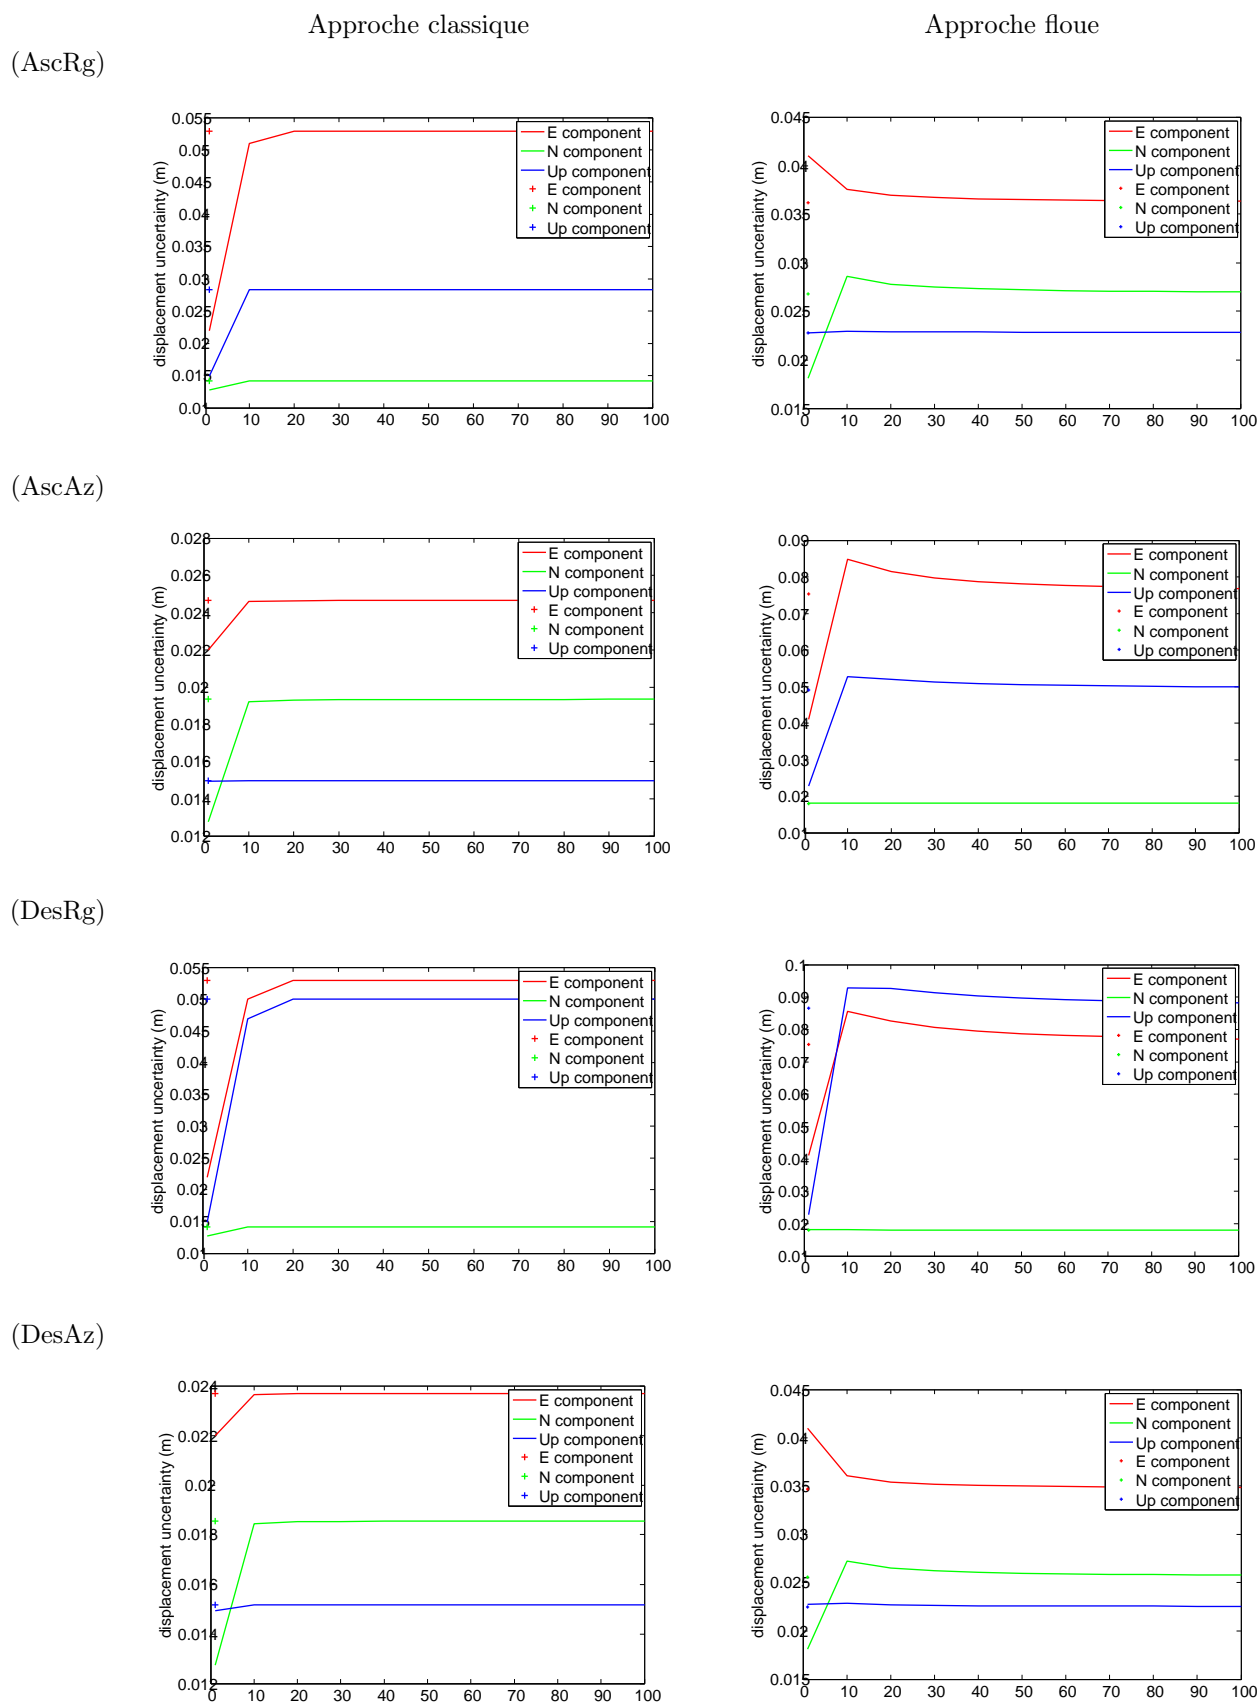 Approche classique
Approche floue
(AscRg)
displacement uncertainty (m)
0.055
0.05
0.045
0.04
0.035
0.03
0.025
0.02
0.015
0.01
0 10 20 30 40 50 60 70 80 90 100
E component
N component
Up component
E component
N component
Up component
displacement uncertainty (m)
0.045
0.04
0.035
0.03
0.025
0.02
0.015
0 10 20 30 40 50 60 70 80 90 100
E component
N component
Up component
E component
N component
Up component
(AscAz)
displacement uncertainty (m)
0.028
0.026
0.024
0.022
0.02
0.018
0.016
0.014
0.012
0 10 20 30 40 50 60 70 80 90 100
E component
N component
Up component
E component
N component
Up component
displacement uncertainty (m)
0.09
0.08
0.07
0.06
0.05
0.04
0.03
0.02
0.01
0 10 20 30 40 50 60 70 80 90 100
E component
N component
Up component
E component
N component
Up component
(DesRg)
displacement uncertainty (m)
0.055
0.05
0.045
0.04
0.035
0.03
0.025
0.02
0.015
0.01
0 10 20 30 40 50 60 70 80 90 100
E component
N component
Up component
E component
N component
Up component
displacement uncertainty (m)
0.1
0.09
0.08
0.07
0.06
0.05
0.04
0.03
0.02
0.01
0 10 20 30 40 50 60 70 80 90 100
E component
N component
Up component
E component
N component
Up component
(DesAz)
displacement uncertainty (m)
0.024
0.022
0.02
0.018
0.016
0.014
0.012
0 10 20 30 40 50 60 70 80 90 100
E component
N component
Up component
E component
N component
Up component
displacement uncertainty (m)
0.045
0.04
0.035
0.03
0.025
0.02
0.015
0 10 20 30 40 50 60 70 80 90 100
E component
N component
Up component
E component
N component
Up component